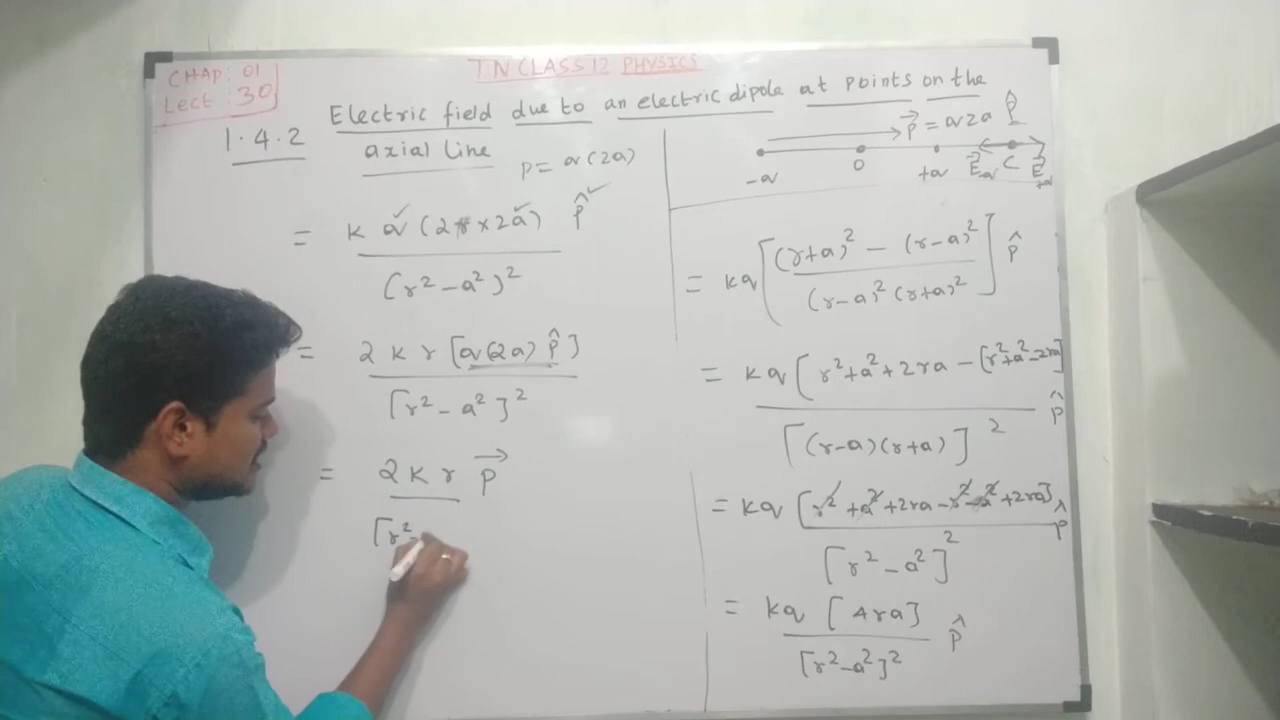 CHAP: 01
Lect : 30
TN CLASS 12 PHYSICS
1.4.2 Electric field due to an electric dipole at points on the
axial line
p = q(2a)
= k q (2r x 2a) p̂ ✓
(r² - a²)²
= 2 k r [q(2a) p̂]
[r² - a²]²
= 2 k r p⃗
[r² -
p⃗ = q2a p̂
-q O +q E⃗-q C E⃗+q
= kq [(r+a)² - (r-a)²] p̂
(r-a)² (r+a)²
= kq [r²+a²+2ra - [r²+a²-2ra] p̂
[(r-a)(r+a)]²
= kq [r²+a²+2ra-r²-a²+2ra] p̂
[r²-a²]²
= kq [4ra] p̂
[r²-a²]²